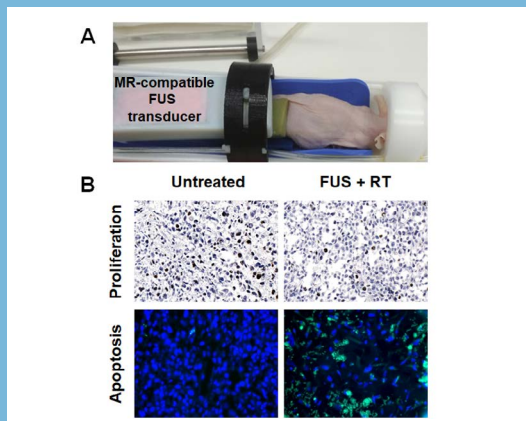 A
MR-compatible
FUS
transducer
B
Untreated FUS + RT
Proliferation
Apoptosis